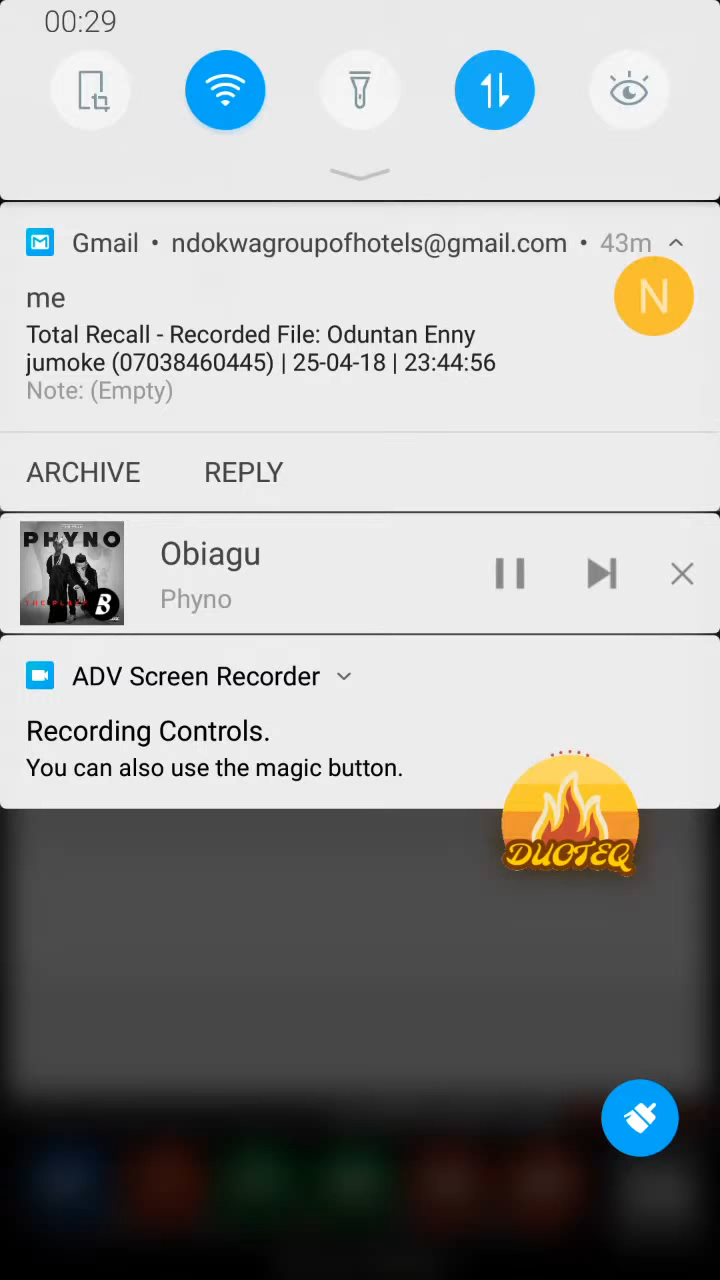 00:29
Gmail • ndokwagroupofhotels@gmail.com • 43m
N
me
Total Recall - Recorded File: Oduntan Enny
jumoke (07038460445) | 25-04-18 | 23:44:56
Note: (Empty)
ARCHIVE REPLY
PHYNO
B
Obiagu
Phyno
ADV Screen Recorder
Recording Controls.
You can also use the magic button.
DUOTEQ